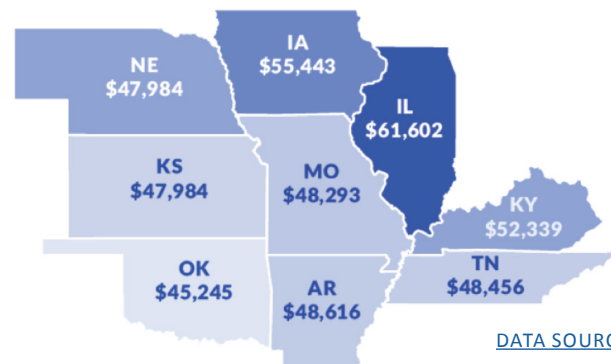 IA
$55,443
NE
$47,984
IL
$61,602
KS
$47,984
MO
$48,293
KY
$52,339
OK
$45,245
AR
$48,616
TN
$48,456
DATA